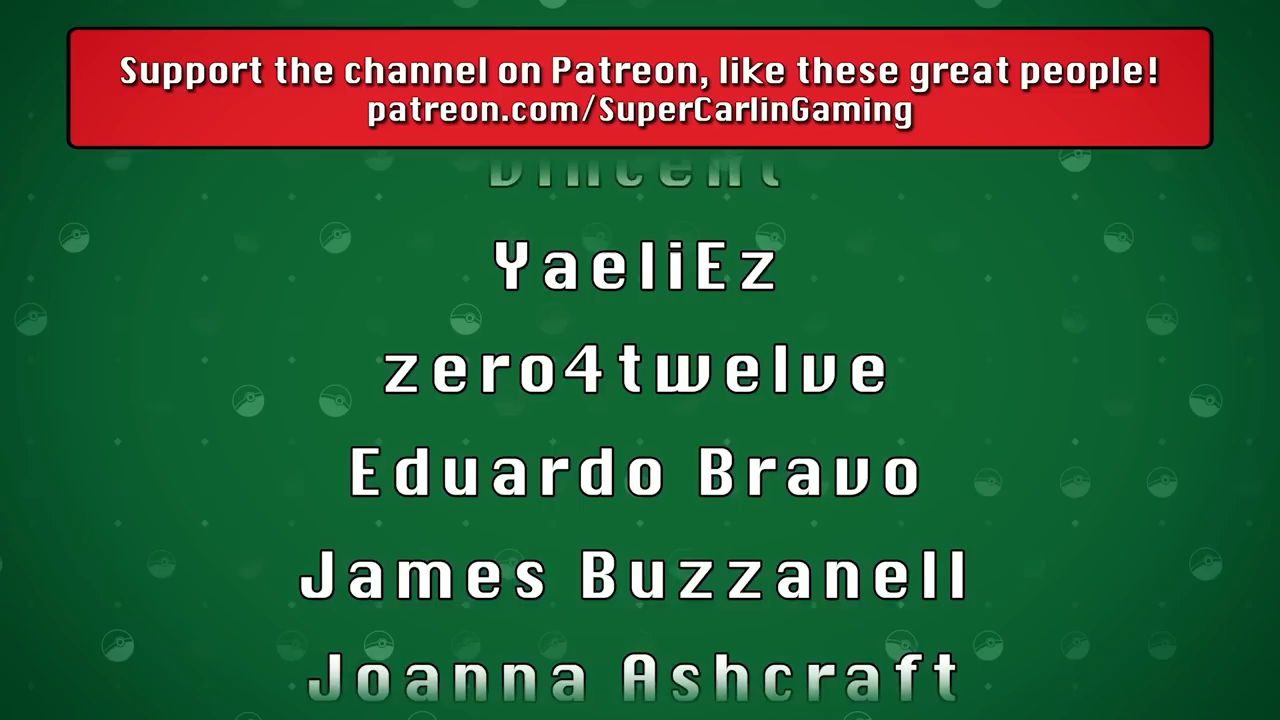 Support the channel on Patreon, like these great people!
patreon.com/SuperCarlinGaming
Vincent
YaeliEz
zero4twelve
Eduardo Bravo
James Buzzanell
Joanna Ashcraft